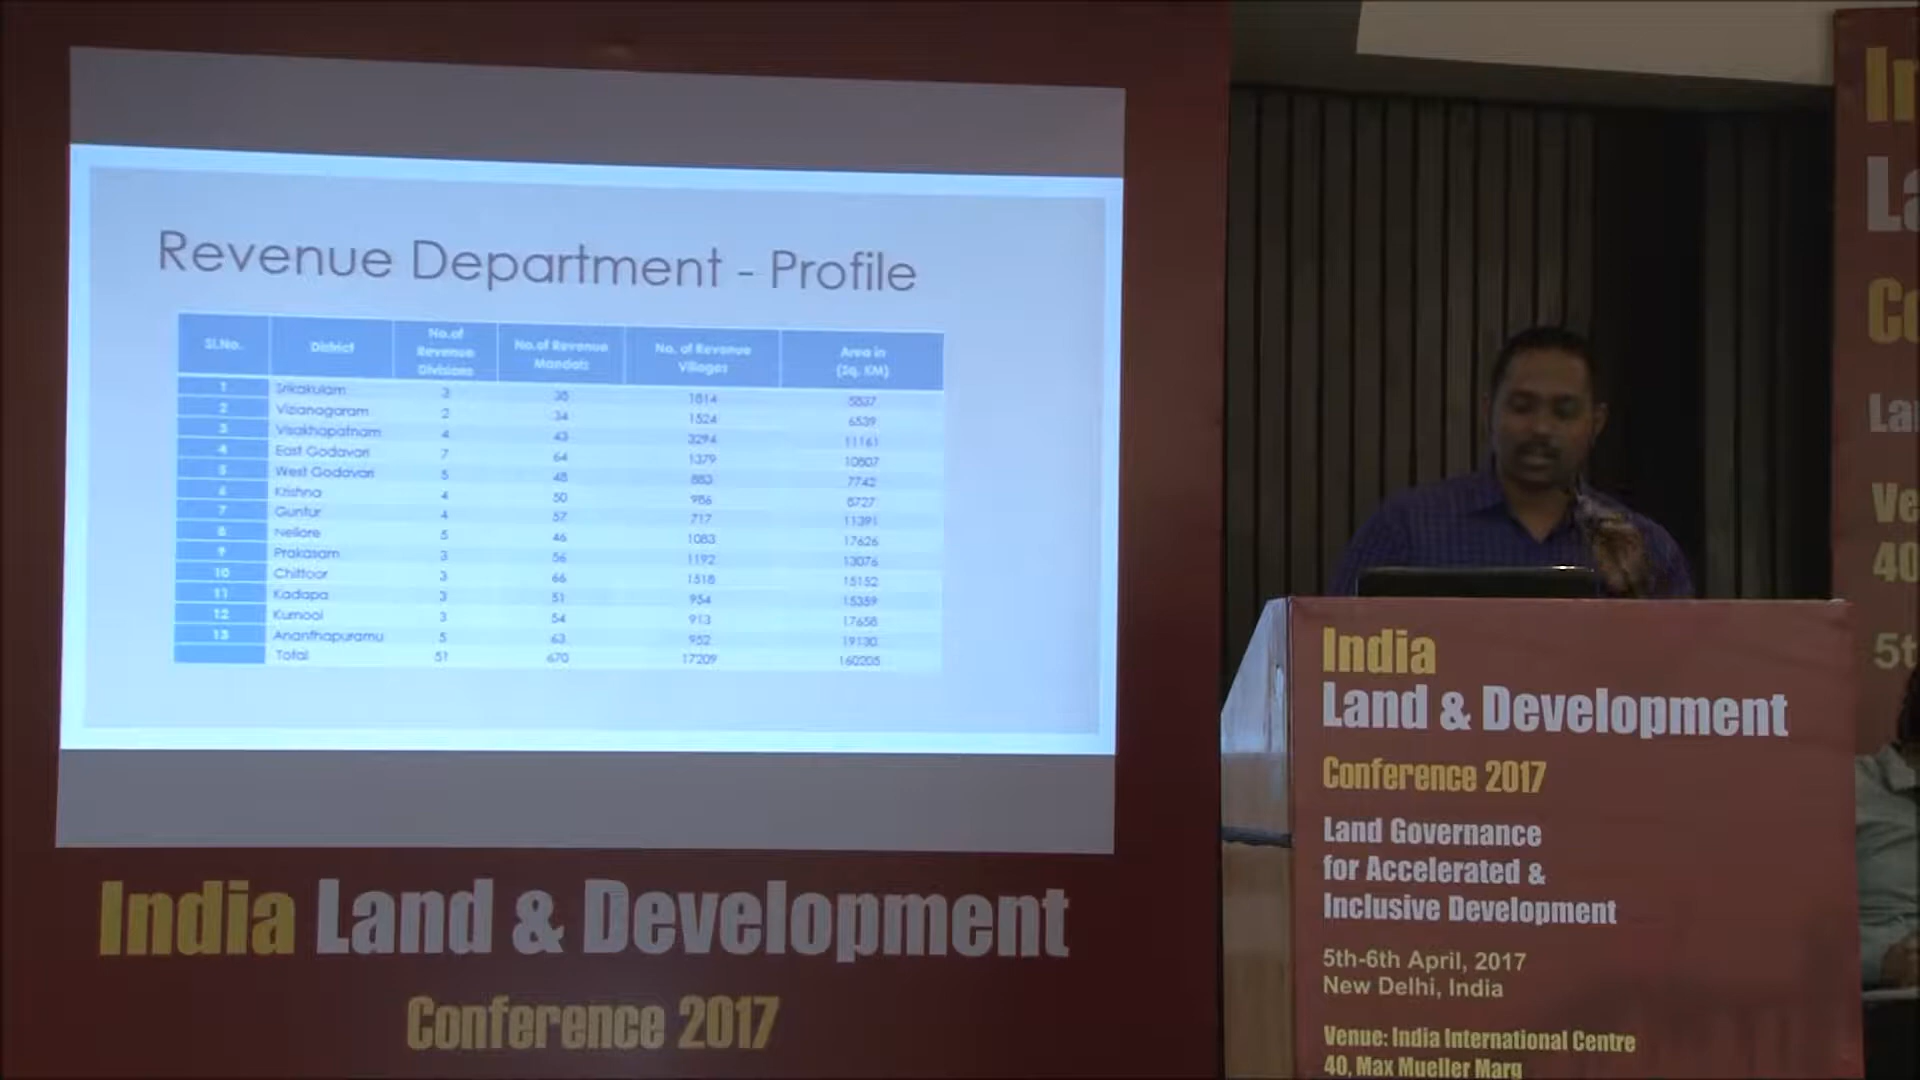 Revenue Department - Profile
Sl.No. District No.of Revenue Divisions No.of Revenue Mandals No. of Revenue Villages Area in (Sq. KM)
1 Srikakulam 3 38 1814 5837
2 Vizianagaram 2 34 1524 6539
3 Visakhapatnam 4 43 3294 11161
4 East Godavari 7 64 1379 10807
5 West Godavari 5 48 883 7742
6 Krishna 4 50 986 8727
7 Guntur 4 57 717 11391
8 Nellore 5 46 1083 17626
9 Prakasam 3 56 1192 13076
10 Chittoor 3 66 1518 15152
11 Kadapa 3 51 954 15359
12 Kurnool 3 54 913 17658
13 Ananthapuramu 5 63 952 19130
Total 51 670 17209 160205
India Land & Development
Conference 2017
India
Land & Development
Conference 2017
Land Governance
for Accelerated &
Inclusive Development
5th-6th April, 2017
New Delhi, India
Venue: India International Centre
40, Max Mueller Marg